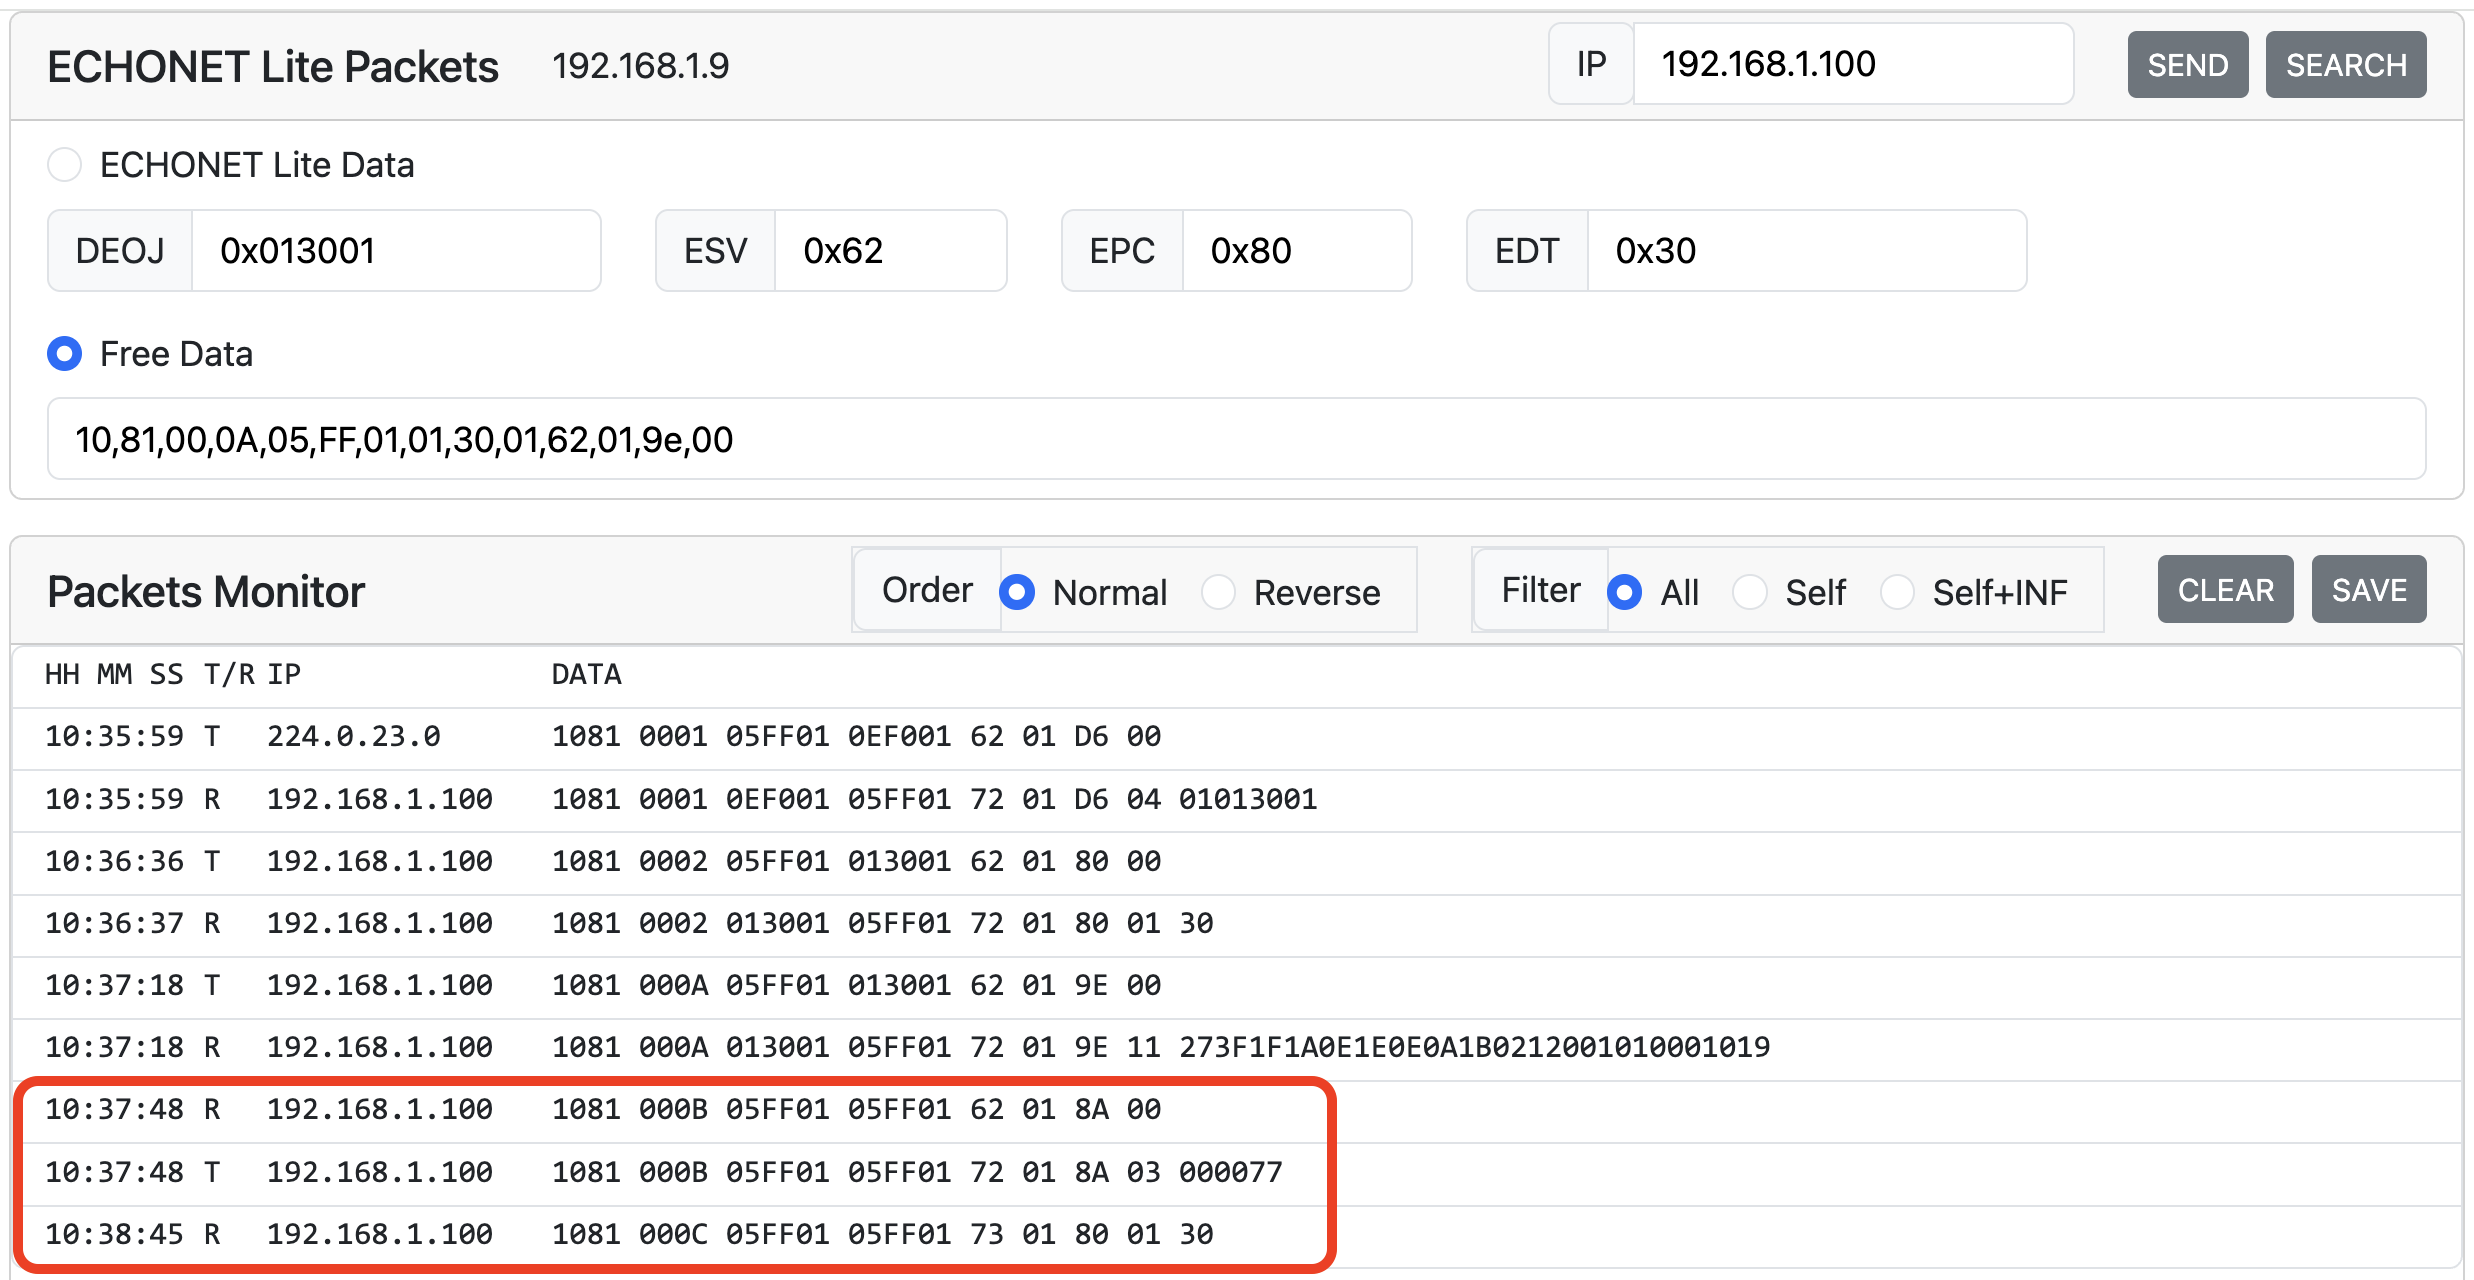 ECHONET Lite Packets 192.168.1.9 IP 192.168.1.100 SEND SEARCH
ECHONET Lite Data
DEOJ 0x013001 ESV 0x62 EPC 0x80 EDT 0x30
Free Data
10,81,00,0A,05,FF,01,01,30,01,62,01,9e,00
Packets Monitor Order Normal Reverse Filter All Self Self+INF CLEAR SAVE
HH MM SS T/R IP DATA
10:35:59 T 224.0.23.0 1081 0001 05FF01 0EF001 62 01 D6 00
10:35:59 R 192.168.1.100 1081 0001 0EF001 05FF01 72 01 D6 04 01013001
10:36:36 T 192.168.1.100 1081 0002 05FF01 013001 62 01 80 00
10:36:37 R 192.168.1.100 1081 0002 013001 05FF01 72 01 80 01 30
10:37:18 T 192.168.1.100 1081 000A 05FF01 013001 62 01 9E 00
10:37:18 R 192.168.1.100 1081 000A 013001 05FF01 72 01 9E 11 273F1F1A0E1E0E0A1B0212001010001019
10:37:48 R 192.168.1.100 1081 000B 05FF01 05FF01 62 01 8A 00
10:37:48 T 192.168.1.100 1081 000B 05FF01 05FF01 72 01 8A 03 000077
10:38:45 R 192.168.1.100 1081 000C 05FF01 05FF01 73 01 80 01 30